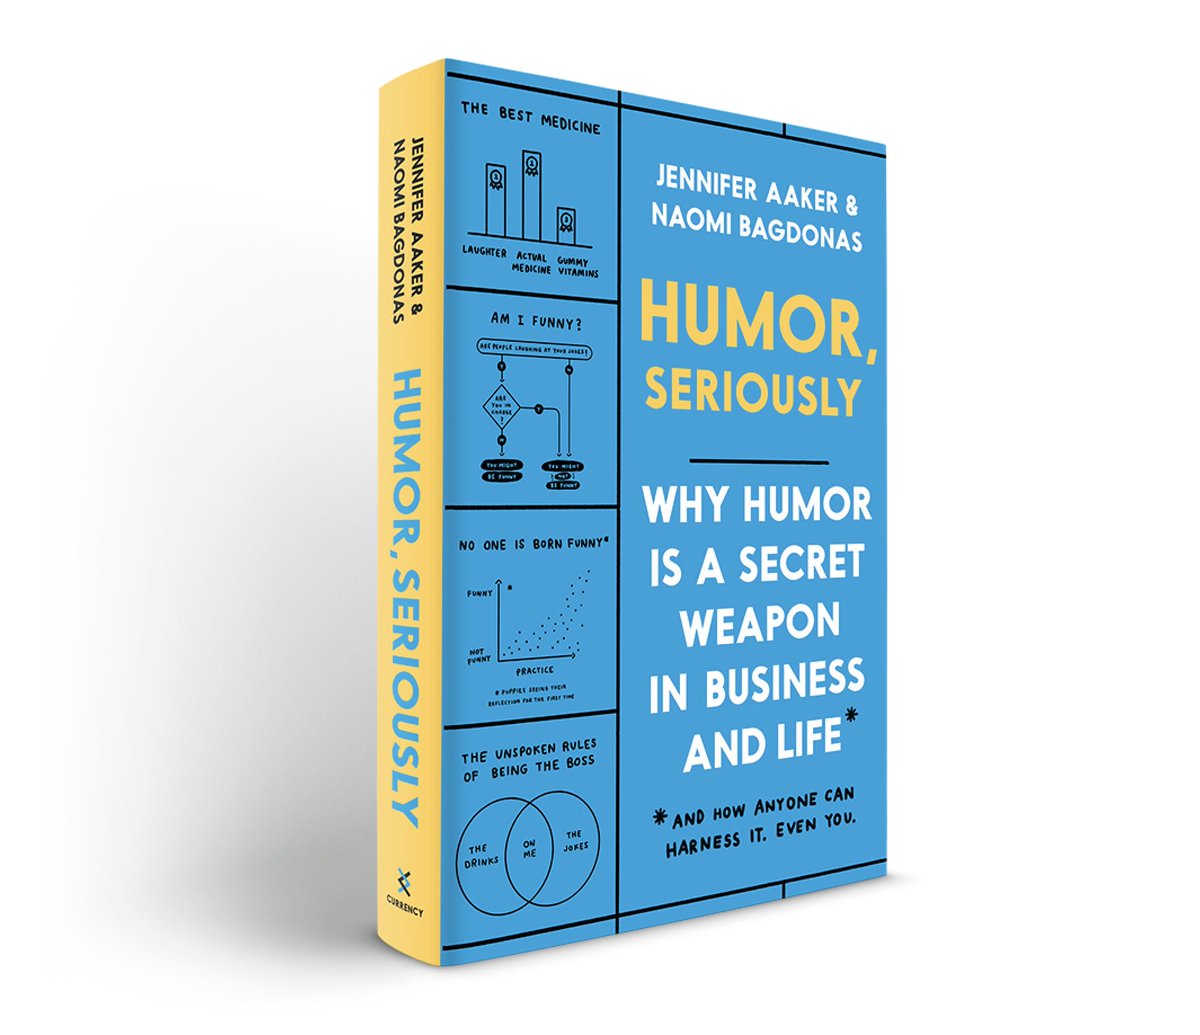 JENNIFER AAKER &
NAOMI BAGDONAS
HUMOR, SERIOUSLY
CURRENCY
THE BEST MEDICINE
1
1
3
LAUGHTER
ACTUAL
MEDICINE
GUMMY
VITAMINS
AM I FUNNY?
ARE PEOPLE LAUGHING AT YOUR JOKES?
Y
N
ARE
YOU IN
CHARGE
?
Y
N
YOU MIGHT
BE FUNNY
YOU MIGHT
NOT
BE FUNNY
NO ONE IS BORN FUNNY*
FUNNY
NOT
FUNNY
PRACTICE
* PUPPIES SEEING THEIR
REFLECTION FOR THE FIRST TIME
THE UNSPOKEN RULES
OF BEING THE BOSS
THE
DRINKS
ON
ME
THE
JOKES
JENNIFER AAKER &
NAOMI BAGDONAS
HUMOR,
SERIOUSLY
WHY HUMOR
IS A SECRET
WEAPON
IN BUSINESS
AND LIFE*
*AND HOW ANYONE CAN
HARNESS IT. EVEN YOU.